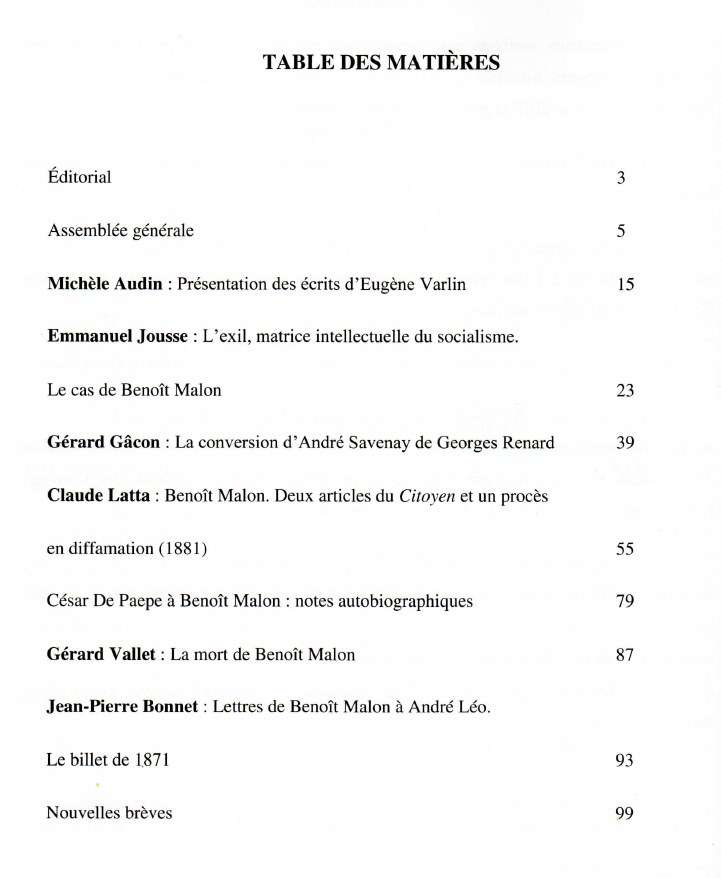 TABLE DES MATIÈRES
Éditorial 3
Assemblée générale 5
Michèle Audin : Présentation des écrits d'Eugène Varlin 15
Emmanuel Jousse : L'exil, matrice intellectuelle du socialisme.
Le cas de Benoît Malon 23
Gérard Gâcon : La conversion d'André Savenay de Georges Renard 39
Claude Latta : Benoît Malon. Deux articles du Citoyen et un procès
en diffamation (1881) 55
César De Paepe à Benoît Malon : notes autobiographiques 79
Gérard Vallet : La mort de Benoît Malon 87
Jean-Pierre Bonnet : Lettres de Benoît Malon à André Léo.
Le billet de 1871 93
Nouvelles brèves 99